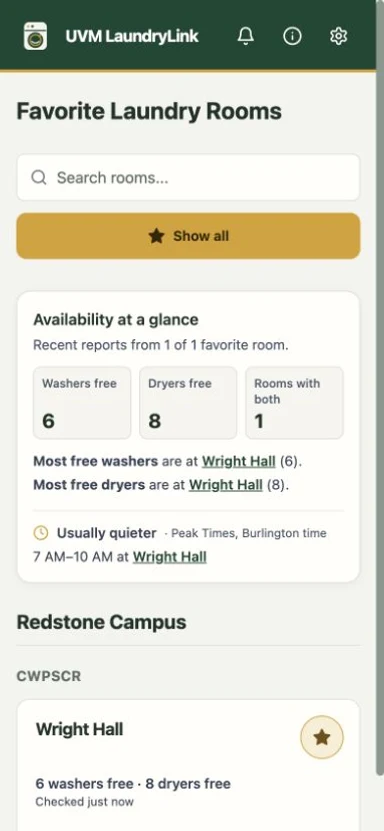 UVM LaundryLink
Favorite Laundry Rooms
Search rooms...
Show all
Availability at a glance
Recent reports from 1 of 1 favorite room.
Washers free
6
Dryers free
8
Rooms with
both
1
Most free washers are at Wright Hall (6).
Most free dryers are at Wright Hall (8).
Usually quieter · Peak Times, Burlington time
7 AM–10 AM at Wright Hall
Redstone Campus
CWPSCR
Wright Hall
6 washers free · 8 dryers free
Checked just now